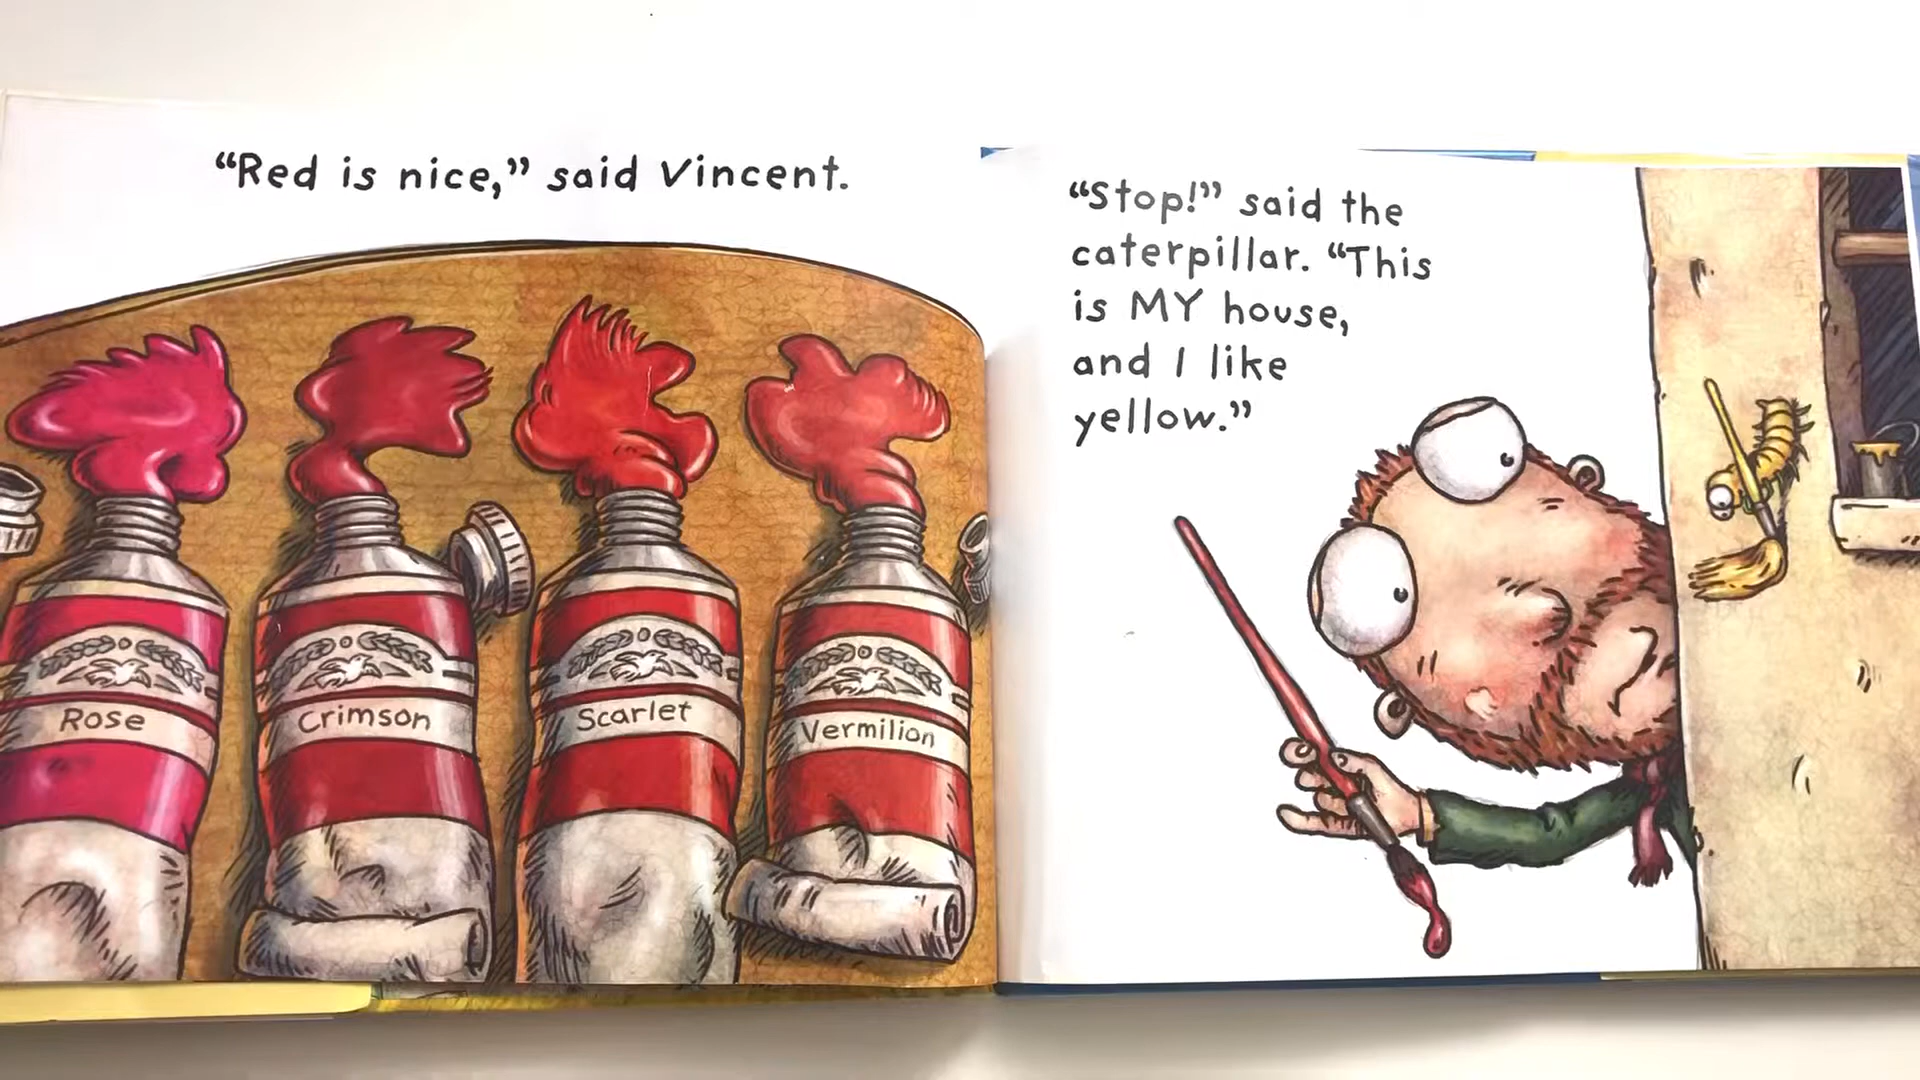 “Red is nice,” said Vincent.
Rose
Crimson
Scarlet
Vermilion
“Stop!” said the
caterpillar. “This
is MY house,
and I like
yellow.”